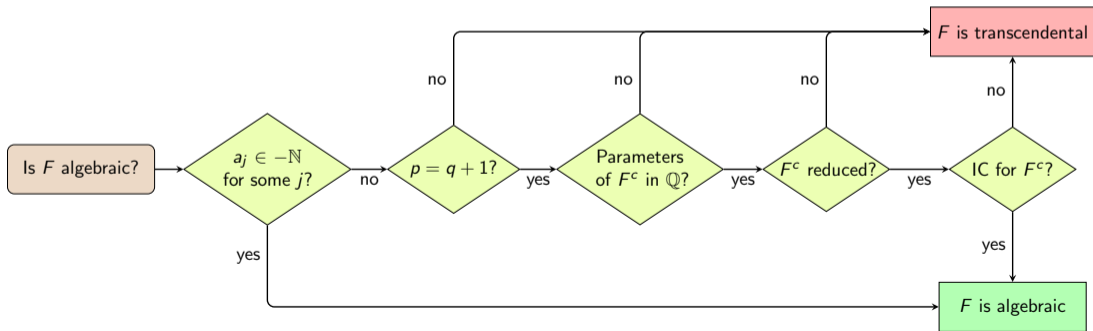 F is transcendental
no
no
no
no
Is F algebraic?
a_j ∈ −ℕ
for some j?
no
p = q + 1?
yes
Parameters
of F^c in ℚ?
yes
F^c reduced?
yes
IC for F^c?
yes
yes
F is algebraic